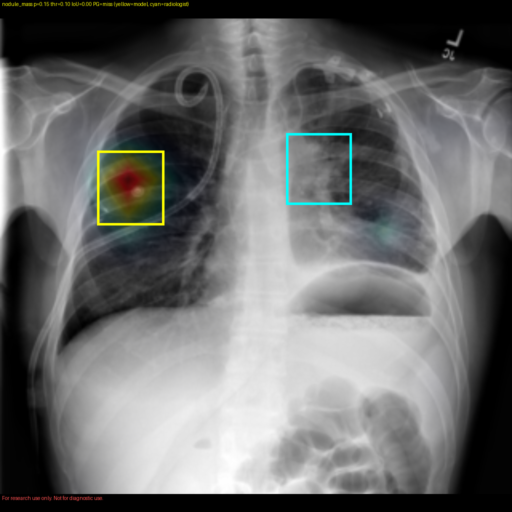 nodule_mass p=0.15 thr=0.10 IoU=0.00 PG=miss (yellow=model, cyan=radiologist)
L
For research use only. Not for diagnostic use.